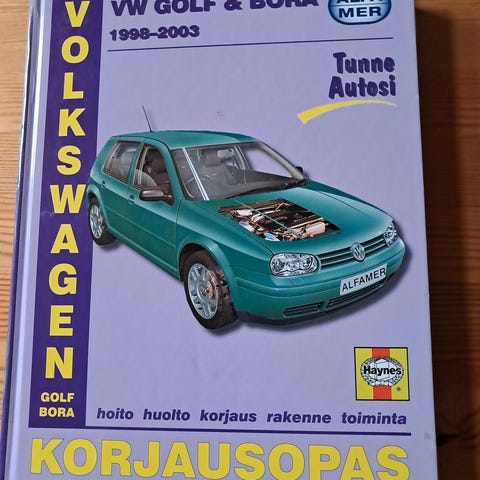 VW GOLF & BORA
1998–2003
ALFA
MER
Tunne
Autosi
VOLKSWAGEN
GOLF
BORA
ALFAMER
Haynes
hoito huolto korjaus rakenne toiminta
KORJAUSOPAS